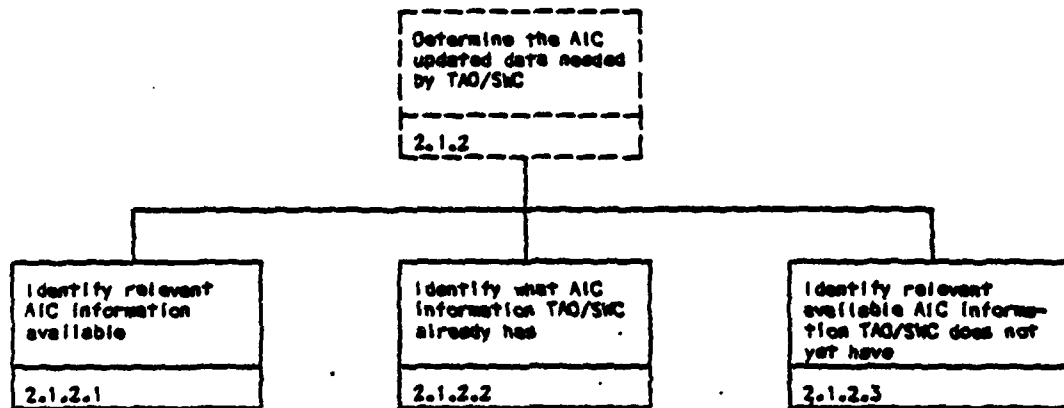 Determine the AIC
updated data needed
by TAO/SWC
2.1.2
Identify relevant
AIC information
available
2.1.2.1
Identify what AIC
information TAO/SWC
already has
2.1.2.2
Identify relevant
available AIC informa-
tion TAO/SWC does not
yet have
2.1.2.3